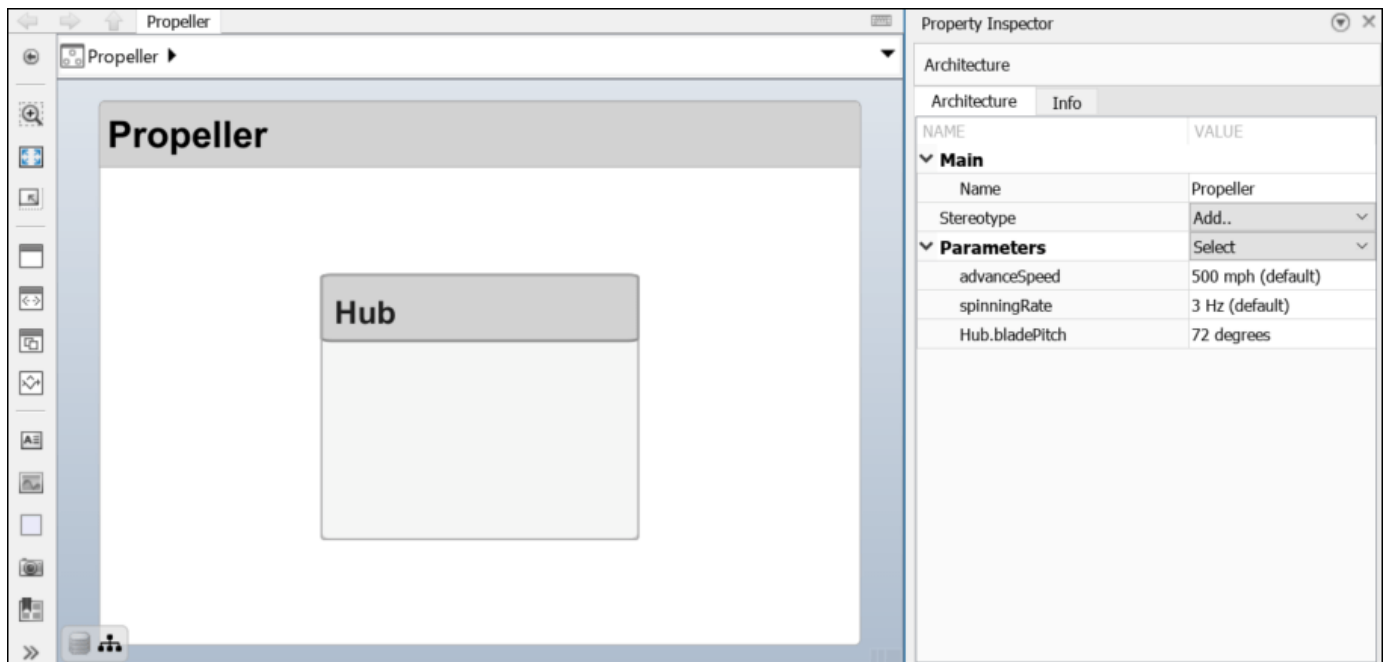 Propeller
Propeller
Propeller
Hub
Property Inspector
Architecture
Architecture Info
NAME VALUE
Main
Name Propeller
Stereotype Add..
Parameters Select
advanceSpeed 500 mph (default)
spinningRate 3 Hz (default)
Hub.bladePitch 72 degrees